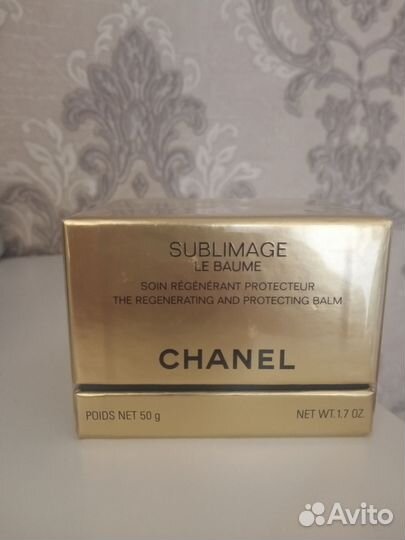 SUBLIMAGE
LE BAUME
SOIN RÉGÉNÉRANT PROTECTEUR
THE REGENERATING AND PROTECTING BALM
CHANEL
POIDS NET 50 g
NET WT.1.7 OZ.
Avito